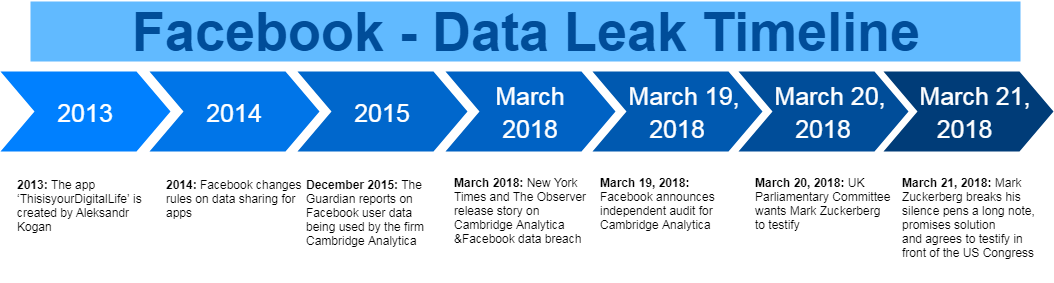 Facebook - Data Leak Timeline
2013
2014
2015
March
2018
March 19,
2018
March 20,
2018
March 21,
2018
2013: The app
‘ThisisyourDigitalLife’ is
created by Aleksandr
Kogan
2014: Facebook changes
rules on data sharing for
apps
December 2015: The
Guardian reports on
Facebook user data
being used by the firm
Cambridge Analytica
March 2018: New York
Times and The Observer
release story on
Cambridge Analytica
&Facebook data breach
March 19, 2018:
Facebook announces
independent audit for
Cambridge Analytica
March 20, 2018: UK
Parliamentary Committee
wants Mark Zuckerberg
to testify
March 21, 2018: Mark
Zuckerberg breaks his
silence pens a long note,
promises solution
and agrees to testify in
front of the US Congress